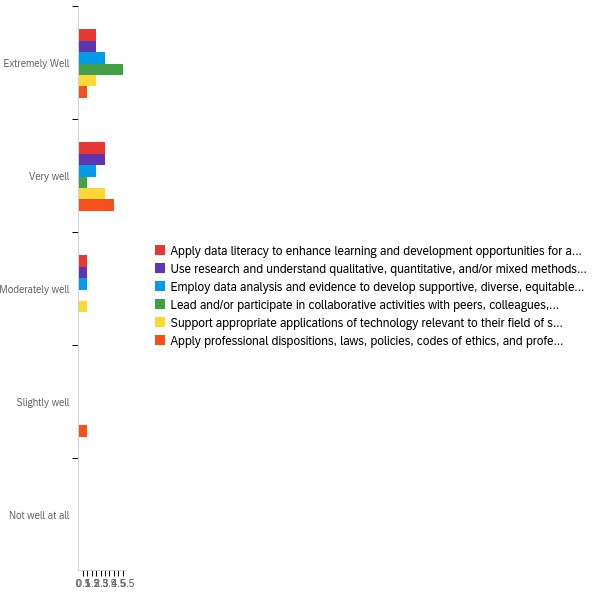 Extremely Well
Very well
Moderately well
Slightly well
Not well at all
Apply data literacy to enhance learning and development opportunities for a...
Use research and understand qualitative, quantitative, and/or mixed methods...
Employ data analysis and evidence to develop supportive, diverse, equitable...
Lead and/or participate in collaborative activities with peers, colleagues,...
Support appropriate applications of technology relevant to their field of s...
Apply professional dispositions, laws, policies, codes of ethics, and profe...